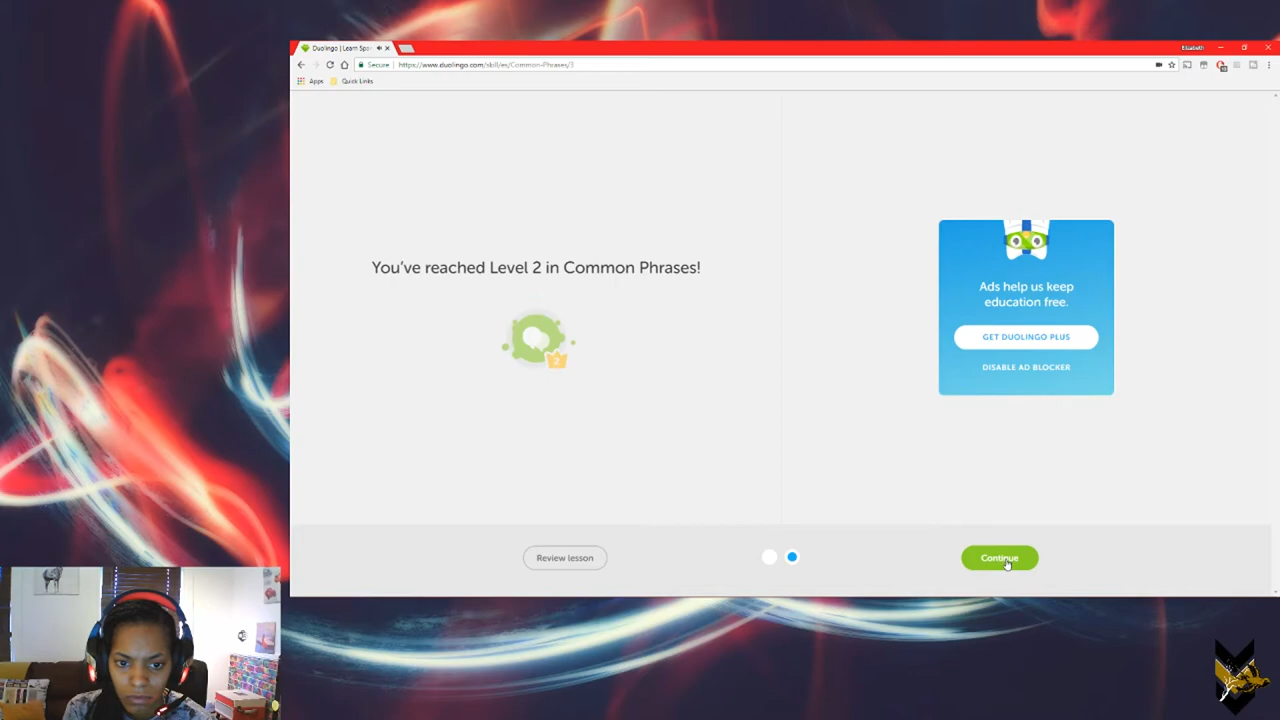 Duolingo | Learn Spa
Elizabeth
Secure
https://www.duolingo.com/skill/es/Common-Phrases/3
Apps
Quick Links
You've reached Level 2 in Common Phrases!
2
Ads help us keep
education free.
GET DUOLINGO PLUS
DISABLE AD BLOCKER
Review lesson
Continue